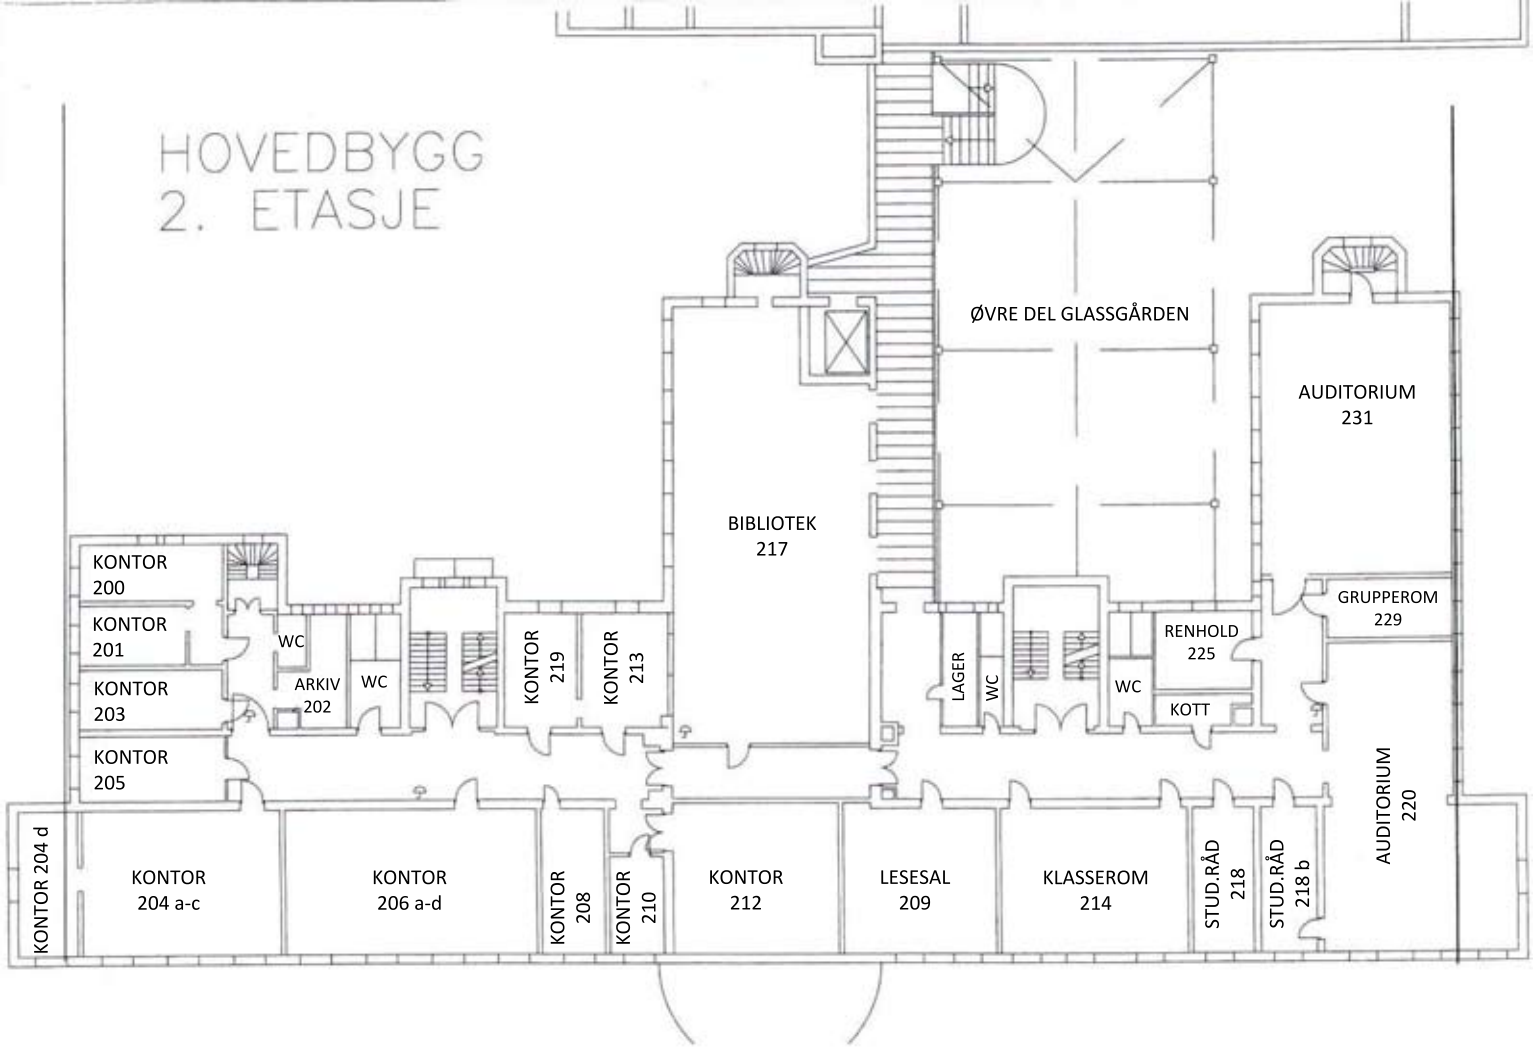 HOVEDBYGG
2. ETASJE
ØVRE DEL GLASSGÅRDEN
AUDITORIUM
231
BIBLIOTEK
217
KONTOR
200
KONTOR
201
WC
KONTOR
203
ARKIV
202
WC
KONTOR
219
KONTOR
213
LAGER
WC
WC
RENHOLD
225
KOTT
GRUPPEROM
229
KONTOR
205
AUDITORIUM
220
KONTOR 204 d
KONTOR
204 a-c
KONTOR
206 a-d
KONTOR
208
KONTOR
210
KONTOR
212
LESESAL
209
KLASSEROM
214
STUD.RÅD
218
STUD.RÅD
218 b